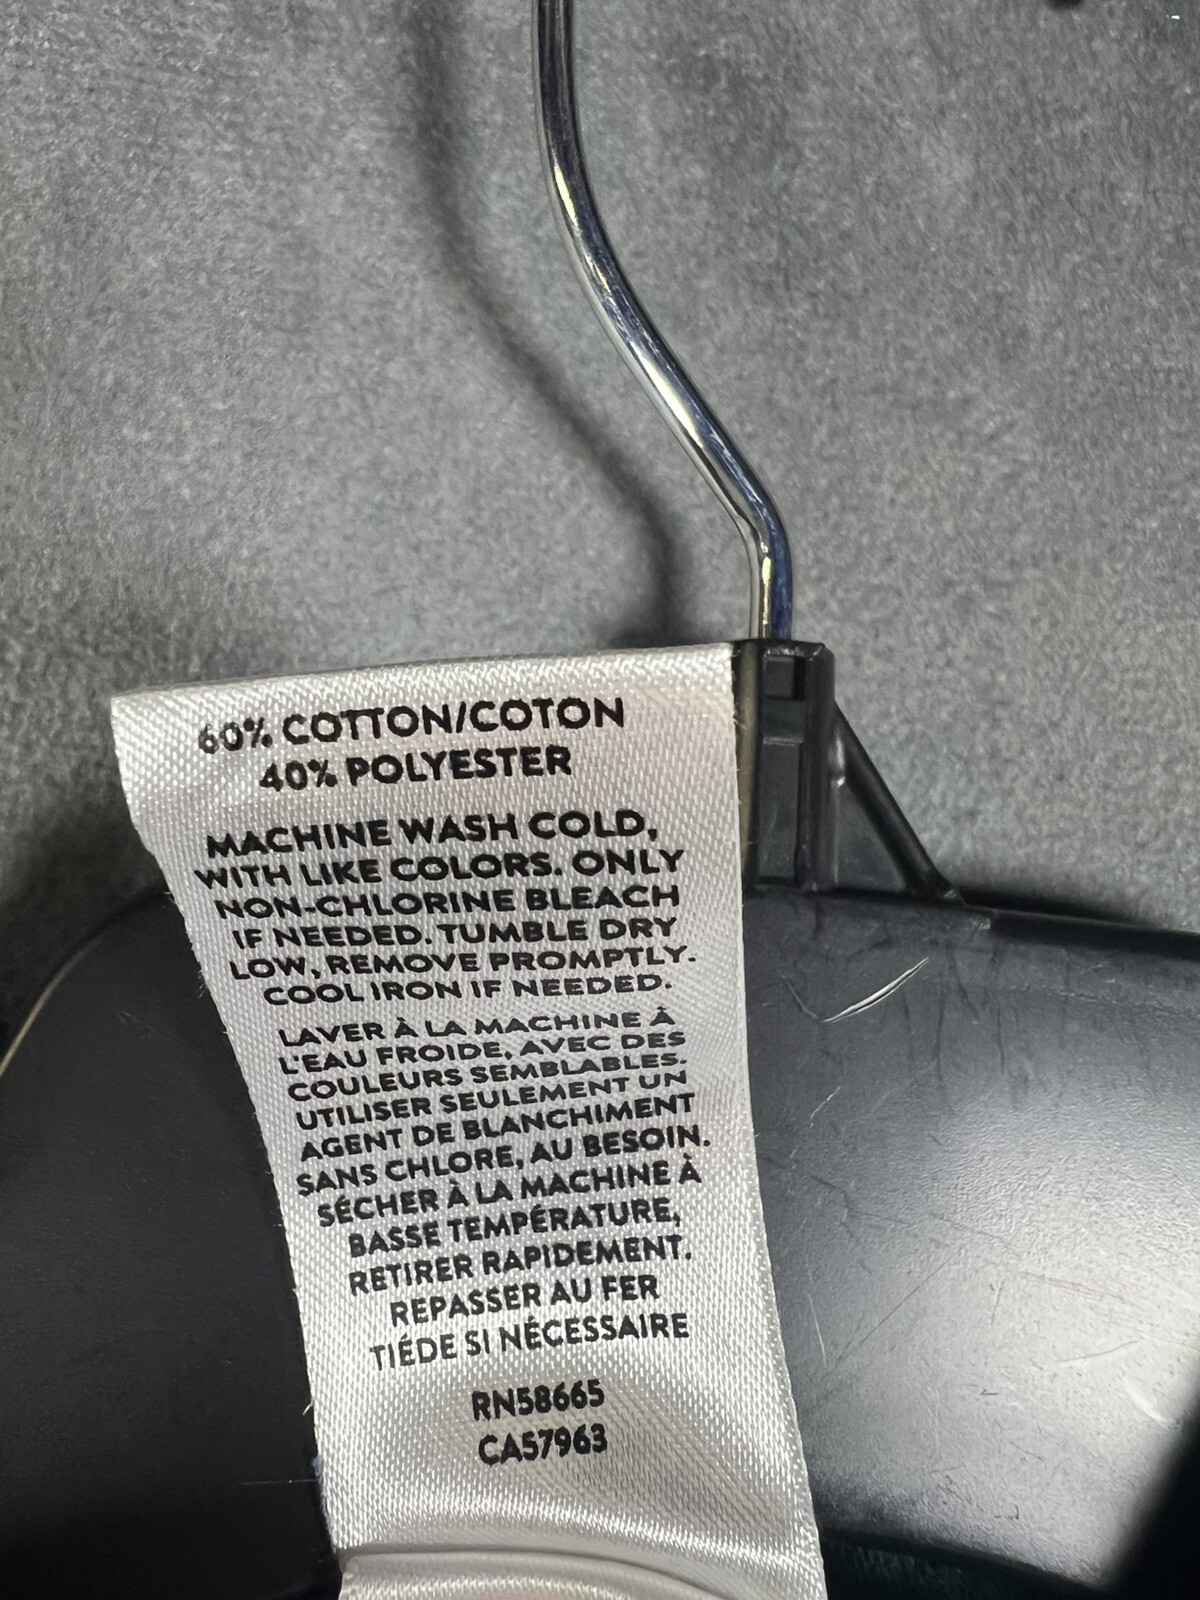 60% COTTON/COTON
40% POLYESTER
MACHINE WASH COLD,
WITH LIKE COLORS. ONLY
NON-CHLORINE BLEACH
IF NEEDED. TUMBLE DRY
LOW, REMOVE PROMPTLY.
COOL IRON IF NEEDED.
LAVER À LA MACHINE À
L'EAU FROIDE, AVEC DES
COULEURS SEMBLABLES.
UTILISER SEULEMENT UN
AGENT DE BLANCHIMENT
SANS CHLORE, AU BESOIN.
SÉCHER À LA MACHINE À
BASSE TEMPÉRATURE,
RETIRER RAPIDEMENT.
REPASSER AU FER
TIÉDE SI NÉCESSAIRE
RN58665
CA57963